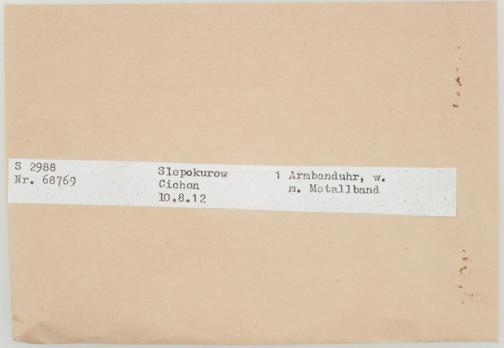 S 2988
Nr. 68769
Slepokurow
Cichon
10.8.12
1 Armbanduhr, w.
m. Metallband